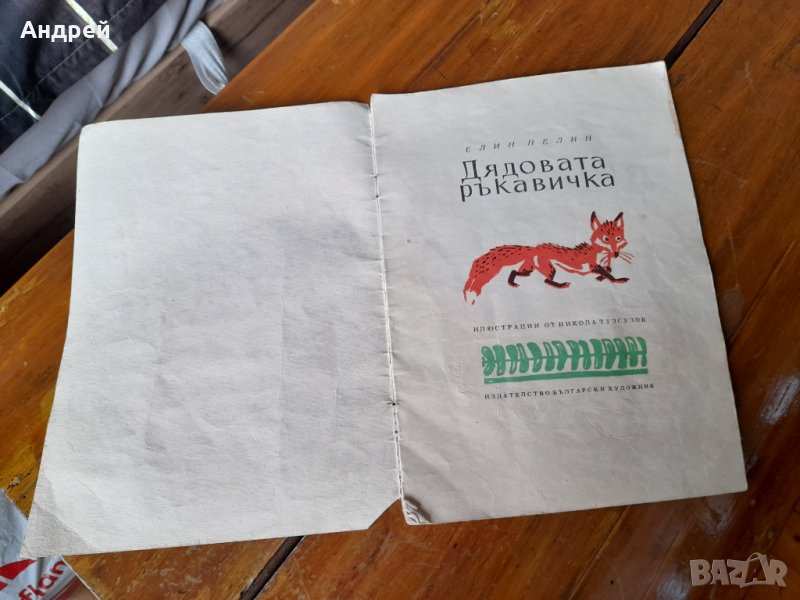 Андрей
ЕЛИН ПЕЛИН
Дядовата
ръкавичка
ИЛЮСТРАЦИИ ОТ НИКОЛА ТУЗСУЗОВ
ИЗДАТЕЛСТВО БЪЛГАРСКИ ХУДОЖНИК
BAZAR